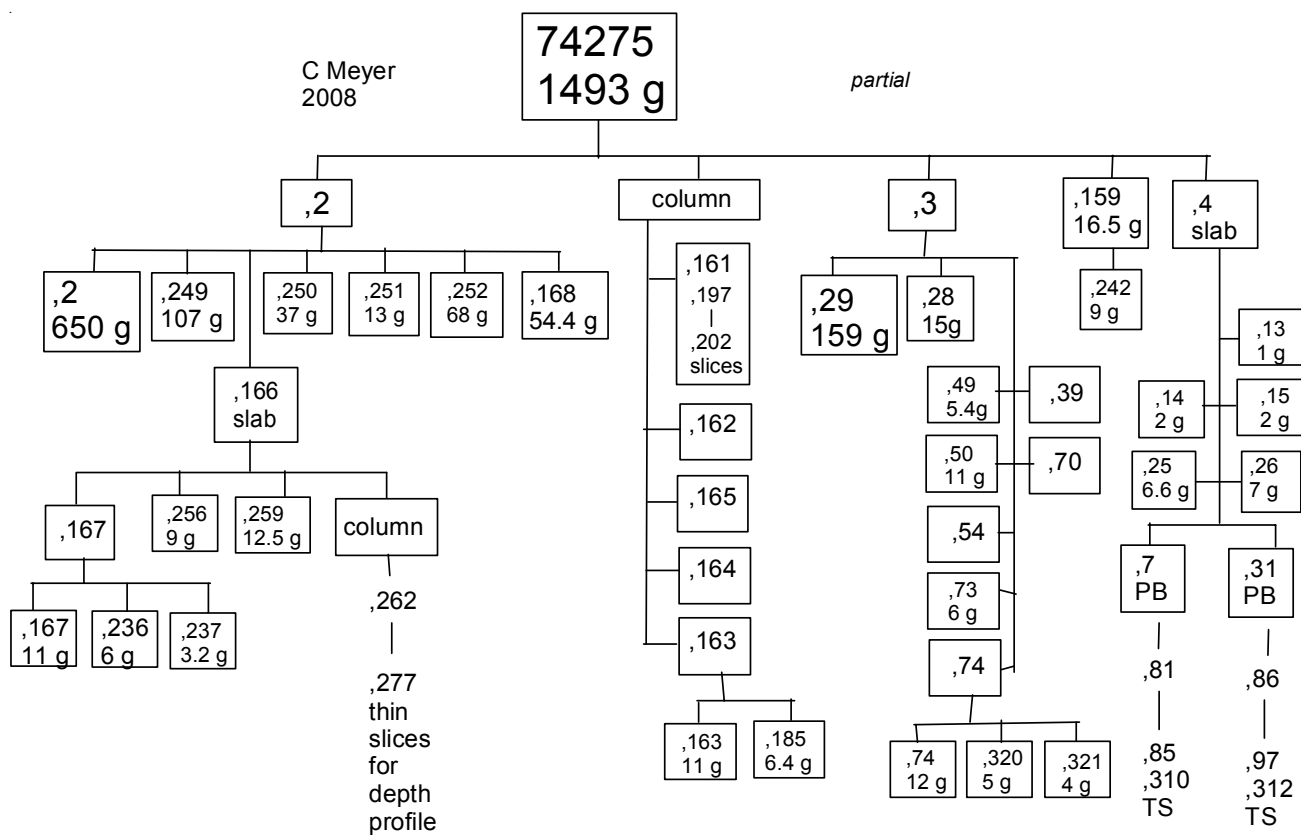 74275
1493 g
C Meyer
2008
partial
,2
column
,3
,159
16.5 g
,4
slab
,2
650 g
,249
107 g
,250
37 g
,251
13 g
,252
68 g
,168
54.4 g
,161
,197
,202
slices
,29
159 g
,28
15g
,242
9 g
,13
1 g
,166
slab
,49
5.4g
,39
,14
2 g
,15
2 g
,162
,50
11 g
,70
,25
6.6 g
,26
7 g
,167
,256
9 g
,259
12.5 g
column
,165
,54
,7
PB
,31
PB
,164
,73
6 g
,167
11 g
,236
6 g
,237
3.2 g
,262
,277
thin
slices
for
depth
profile
,163
,74
,163
11 g
,185
6.4 g
,74
12 g
,320
5 g
,321
4 g
,81
,85
,310
TS
,86
,97
,312
TS